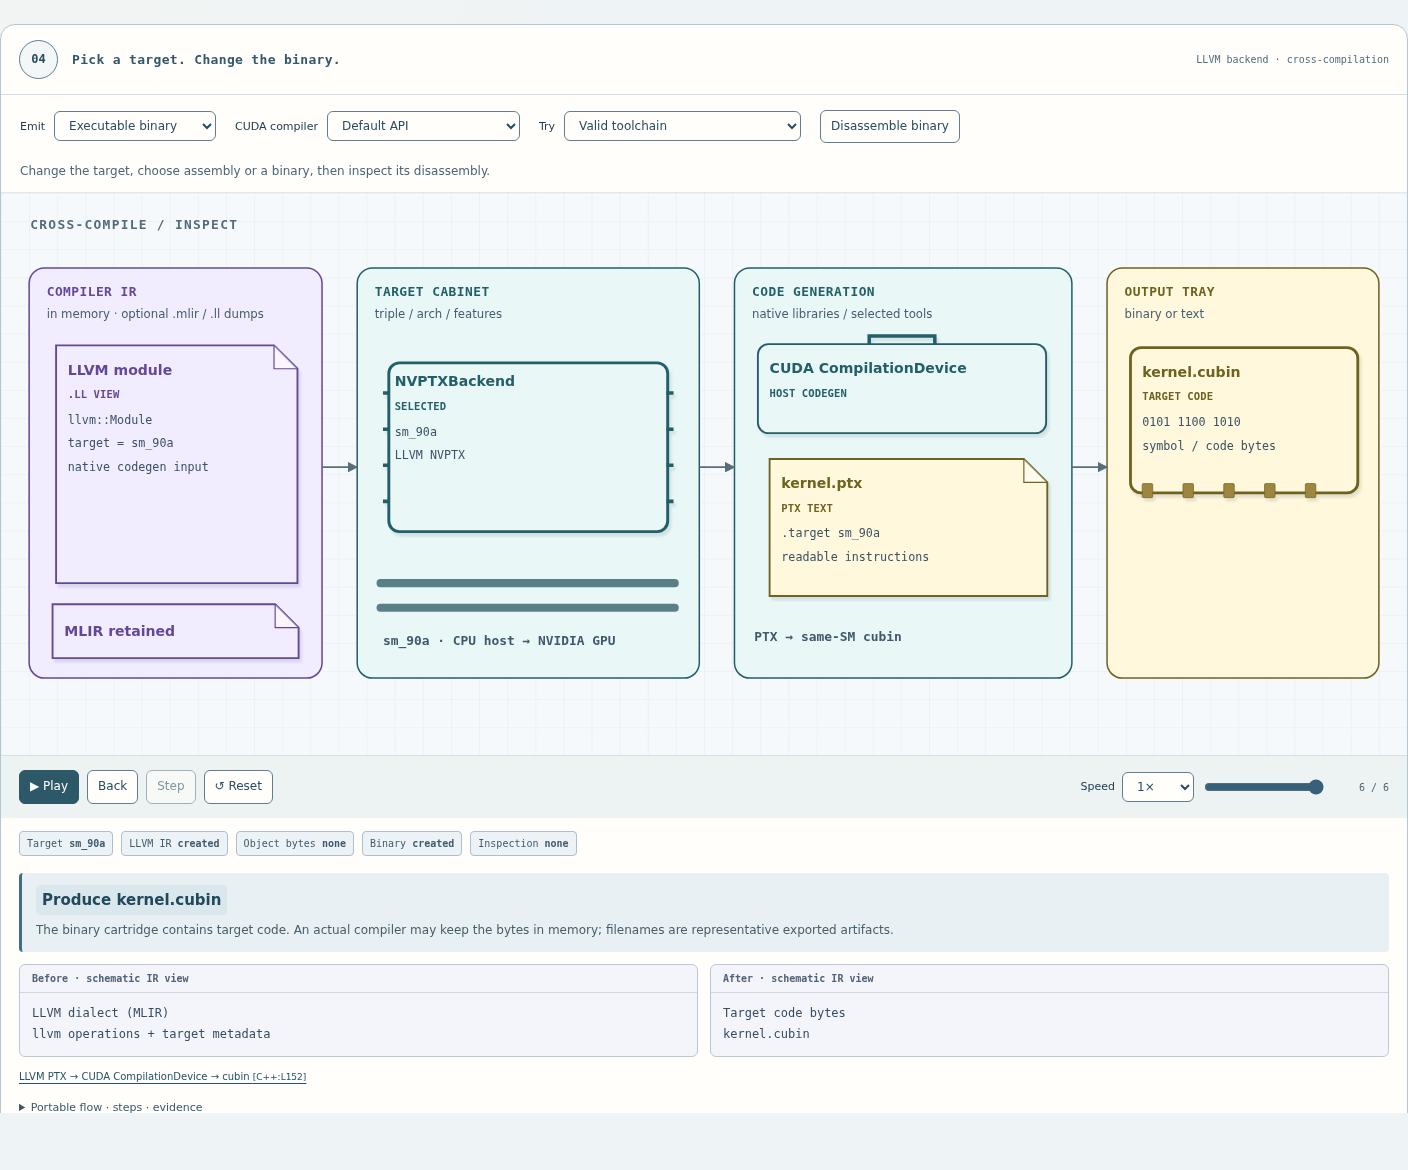 04
Pick a target. Change the binary.
LLVM backend · cross-compilation
Emit
Executable binary
CUDA compiler
Default API
Try
Valid toolchain
Disassemble binary
Change the target, choose assembly or a binary, then inspect its disassembly.
CROSS-COMPILE / INSPECT
COMPILER IR
in memory · optional .mlir / .ll dumps
LLVM module
.LL VIEW
llvm::Module
target = sm_90a
native codegen input
MLIR retained
TARGET CABINET
triple / arch / features
NVPTXBackend
SELECTED
sm_90a
LLVM NVPTX
sm_90a · CPU host → NVIDIA GPU
CODE GENERATION
native libraries / selected tools
CUDA CompilationDevice
HOST CODEGEN
kernel.ptx
PTX TEXT
.target sm_90a
readable instructions
PTX → same-SM cubin
OUTPUT TRAY
binary or text
kernel.cubin
TARGET CODE
0101 1100 1010
symbol / code bytes
▶ Play
Back
Step
↺ Reset
Speed
1×
6 / 6
Target sm_90a
LLVM IR created
Object bytes none
Binary created
Inspection none
Produce kernel.cubin
The binary cartridge contains target code. An actual compiler may keep the bytes in memory; filenames are representative exported artifacts.
Before · schematic IR view
LLVM dialect (MLIR)
llvm operations + target metadata
After · schematic IR view
Target code bytes
kernel.cubin
LLVM PTX → CUDA CompilationDevice → cubin [C++:L152]
▶ Portable flow · steps · evidence